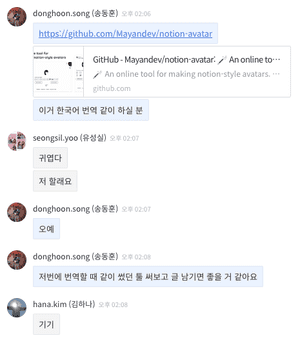 donghoon.song (송동훈) 오후 02:06
https://github.com/Mayandev/notion-avatar
GitHub - Mayandev/notion-avatar: An online to···
An online tool for making notion-style avatars. ···
github.com
이거 한국어 번역 같이 하실 분
seongsil.yoo (유성실) 오후 02:07
귀엽다
저 할래요
donghoon.song (송동훈) 오후 02:07
오예
donghoon.song (송동훈) 오후 02:08
저번에 번역할 때 같이 썼던 툴 써보고 글 남기면 좋을 거 같아요
hana.kim (김하나) 오후 02:08
기기